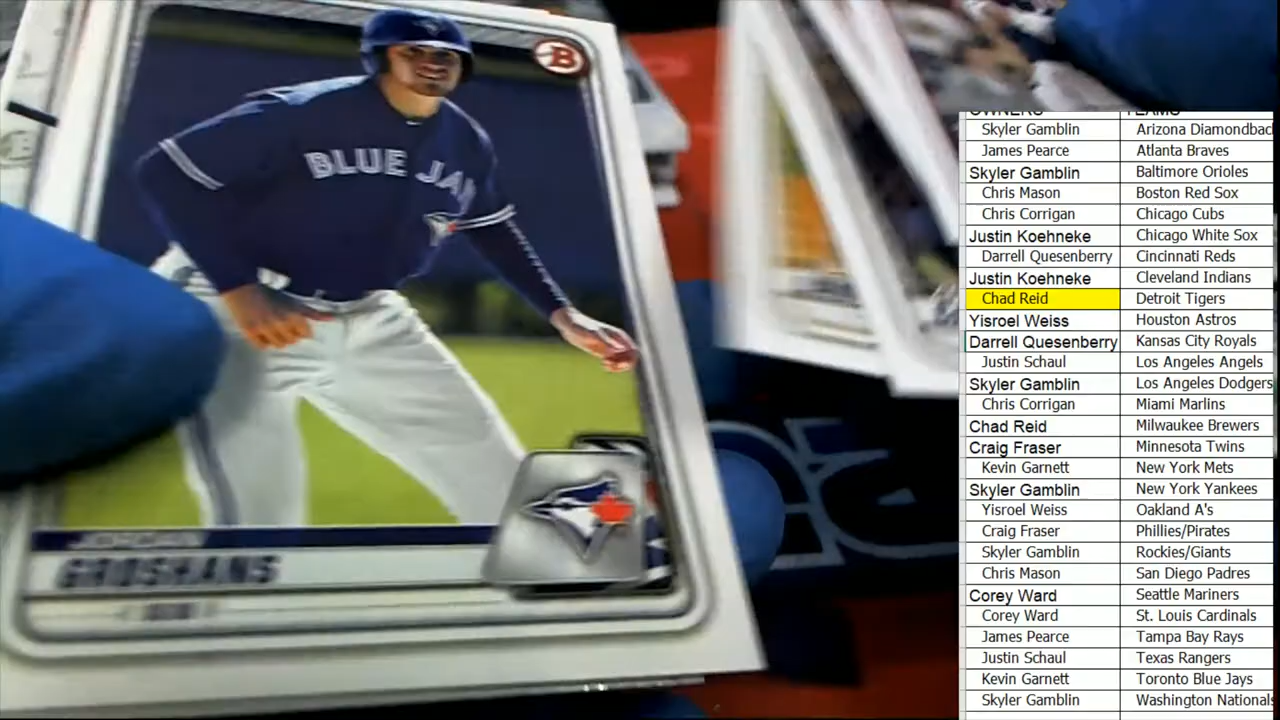 B
BLUE JA
JORDAN
GROSHANS
OWNERS TEAMS
Skyler Gamblin Arizona Diamondbac
James Pearce Atlanta Braves
Skyler Gamblin Baltimore Orioles
Chris Mason Boston Red Sox
Chris Corrigan Chicago Cubs
Justin Koehneke Chicago White Sox
Darrell Quesenberry Cincinnati Reds
Justin Koehneke Cleveland Indians
Chad Reid Detroit Tigers
Yisroel Weiss Houston Astros
Darrell Quesenberry Kansas City Royals
Justin Schaul Los Angeles Angels
Skyler Gamblin Los Angeles Dodgers
Chris Corrigan Miami Marlins
Chad Reid Milwaukee Brewers
Craig Fraser Minnesota Twins
Kevin Garnett New York Mets
Skyler Gamblin New York Yankees
Yisroel Weiss Oakland A's
Craig Fraser Phillies/Pirates
Skyler Gamblin Rockies/Giants
Chris Mason San Diego Padres
Corey Ward Seattle Mariners
Corey Ward St. Louis Cardinals
James Pearce Tampa Bay Rays
Justin Schaul Texas Rangers
Kevin Garnett Toronto Blue Jays
Skyler Gamblin Washington Nationals